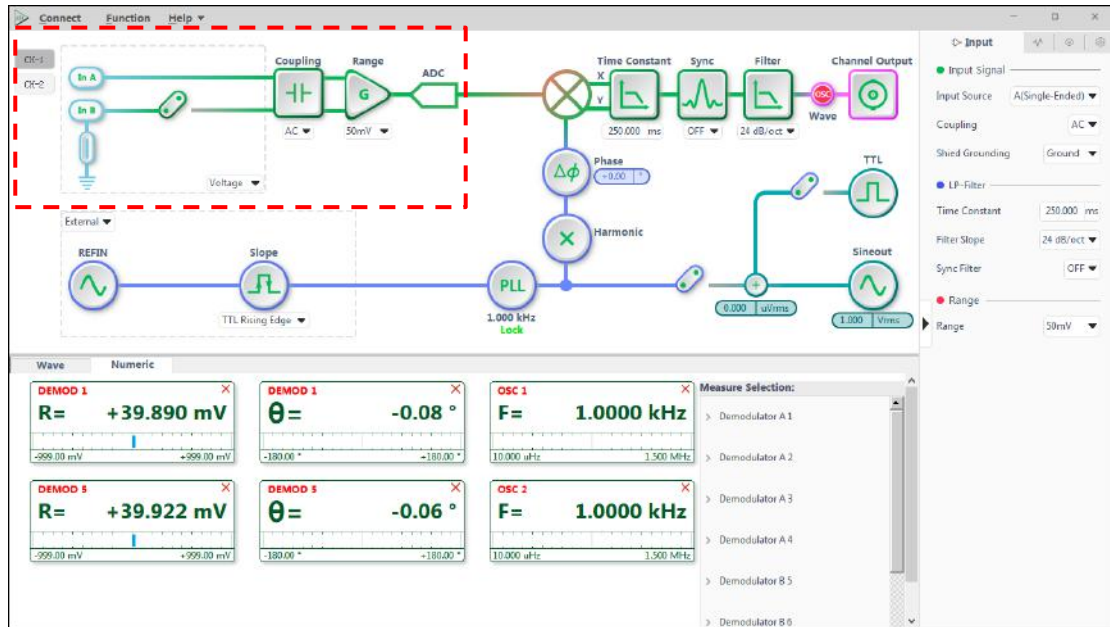 Connect Function Help
CH-1
CH-2
In A
In B
Coupling
AC
Range
G
50mV
ADC
Voltage
X
Y
Time Constant
250.000 ms
Sync
OFF
Filter
24 dB/oct
OSC
Wave
Channel Output
Δϕ
Phase
+0.00 °
×
Harmonic
TTL
External
REFIN
Slope
TTL Rising Edge
PLL
1.000 kHz
Lock
+
0.000 uVrms
Sineout
1.000 Vrms
Input
Input Signal
Input Source A(Single-Ended)
Coupling AC
Shied Grounding Ground
LP-Filter
Time Constant 250.000 ms
Filter Slope 24 dB/oct
Sync Filter OFF
Range
Range 50mV
Wave Numeric
DEMOD 1
R= +39.890 mV
-999.00 mV +999.00 mV
DEMOD 1
θ= -0.08 °
-180.00 ° +180.00 °
OSC 1
F= 1.0000 kHz
10.000 uHz 1.500 MHz
DEMOD 5
R= +39.922 mV
-999.00 mV +999.00 mV
DEMOD 5
θ= -0.06 °
-180.00 ° +180.00 °
OSC 2
F= 1.0000 kHz
10.000 uHz 1.500 MHz
Measure Selection:
Demodulator A 1
Demodulator A 2
Demodulator A 3
Demodulator A 4
Demodulator B 5
Demodulator B 6